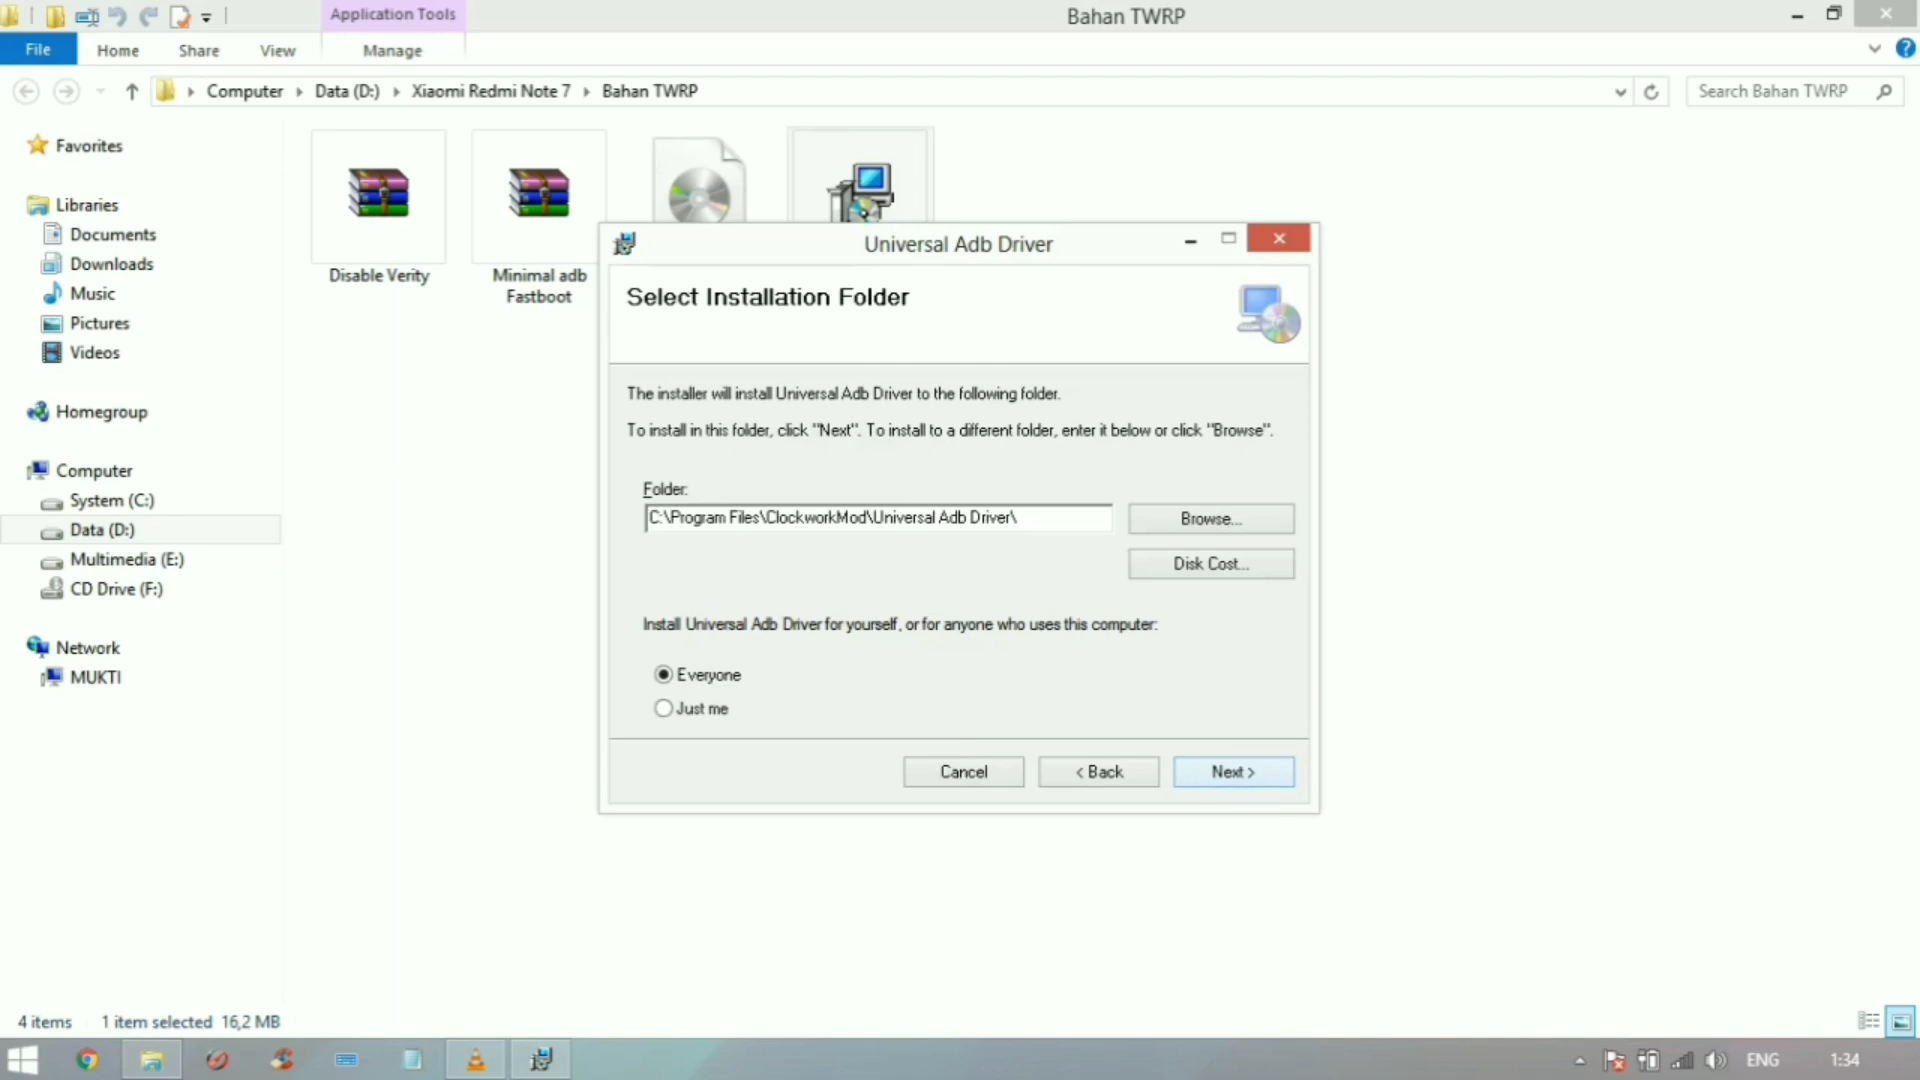 Application Tools
Bahan TWRP
File
Home
Share
View
Manage
Computer
Data (D:)
Xiaomi Redmi Note 7
Bahan TWRP
Search Bahan TWRP
Favorites
Libraries
Documents
Downloads
Music
Pictures
Videos
Homegroup
Computer
System (C:)
Data (D:)
Multimedia (E:)
CD Drive (F:)
Network
MUKTI
Disable Verity
Minimal adb
Fastboot
Universal Adb Driver
Select Installation Folder
The installer will install Universal Adb Driver to the following folder.
To install in this folder, click "Next". To install to a different folder, enter it below or click "Browse".
Folder:
C:\Program Files\ClockworkMod\Universal Adb Driver\
Browse...
Disk Cost...
Install Universal Adb Driver for yourself, or for anyone who uses this computer:
Everyone
Just me
Cancel
< Back
Next >
4 items
1 item selected 16,2 MB
ENG
1:34